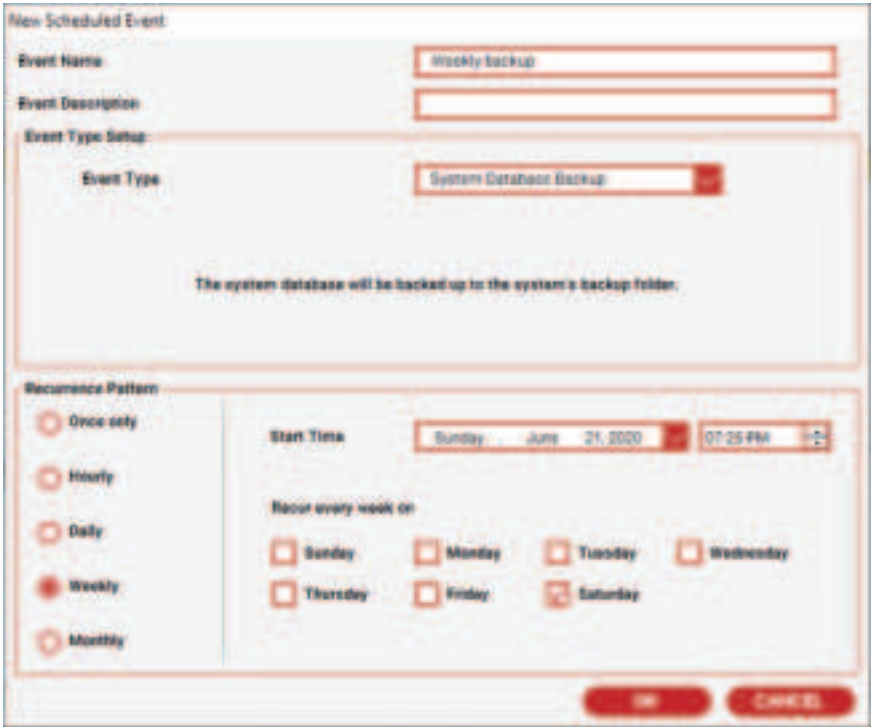 New Scheduled Event
Event Name Weekly backup
Event Description
Event Type Setup
Event Type System Database Backup
The system database will be backed up to the system's backup folder.
Recurrence Pattern
Once only
Start Time Sunday , June 21, 2020 07:25 PM
Hourly
Recur every week on
Daily
Sunday Monday Tuesday Wednesday
Weekly
Thursday Friday Saturday
Monthly
OK CANCEL